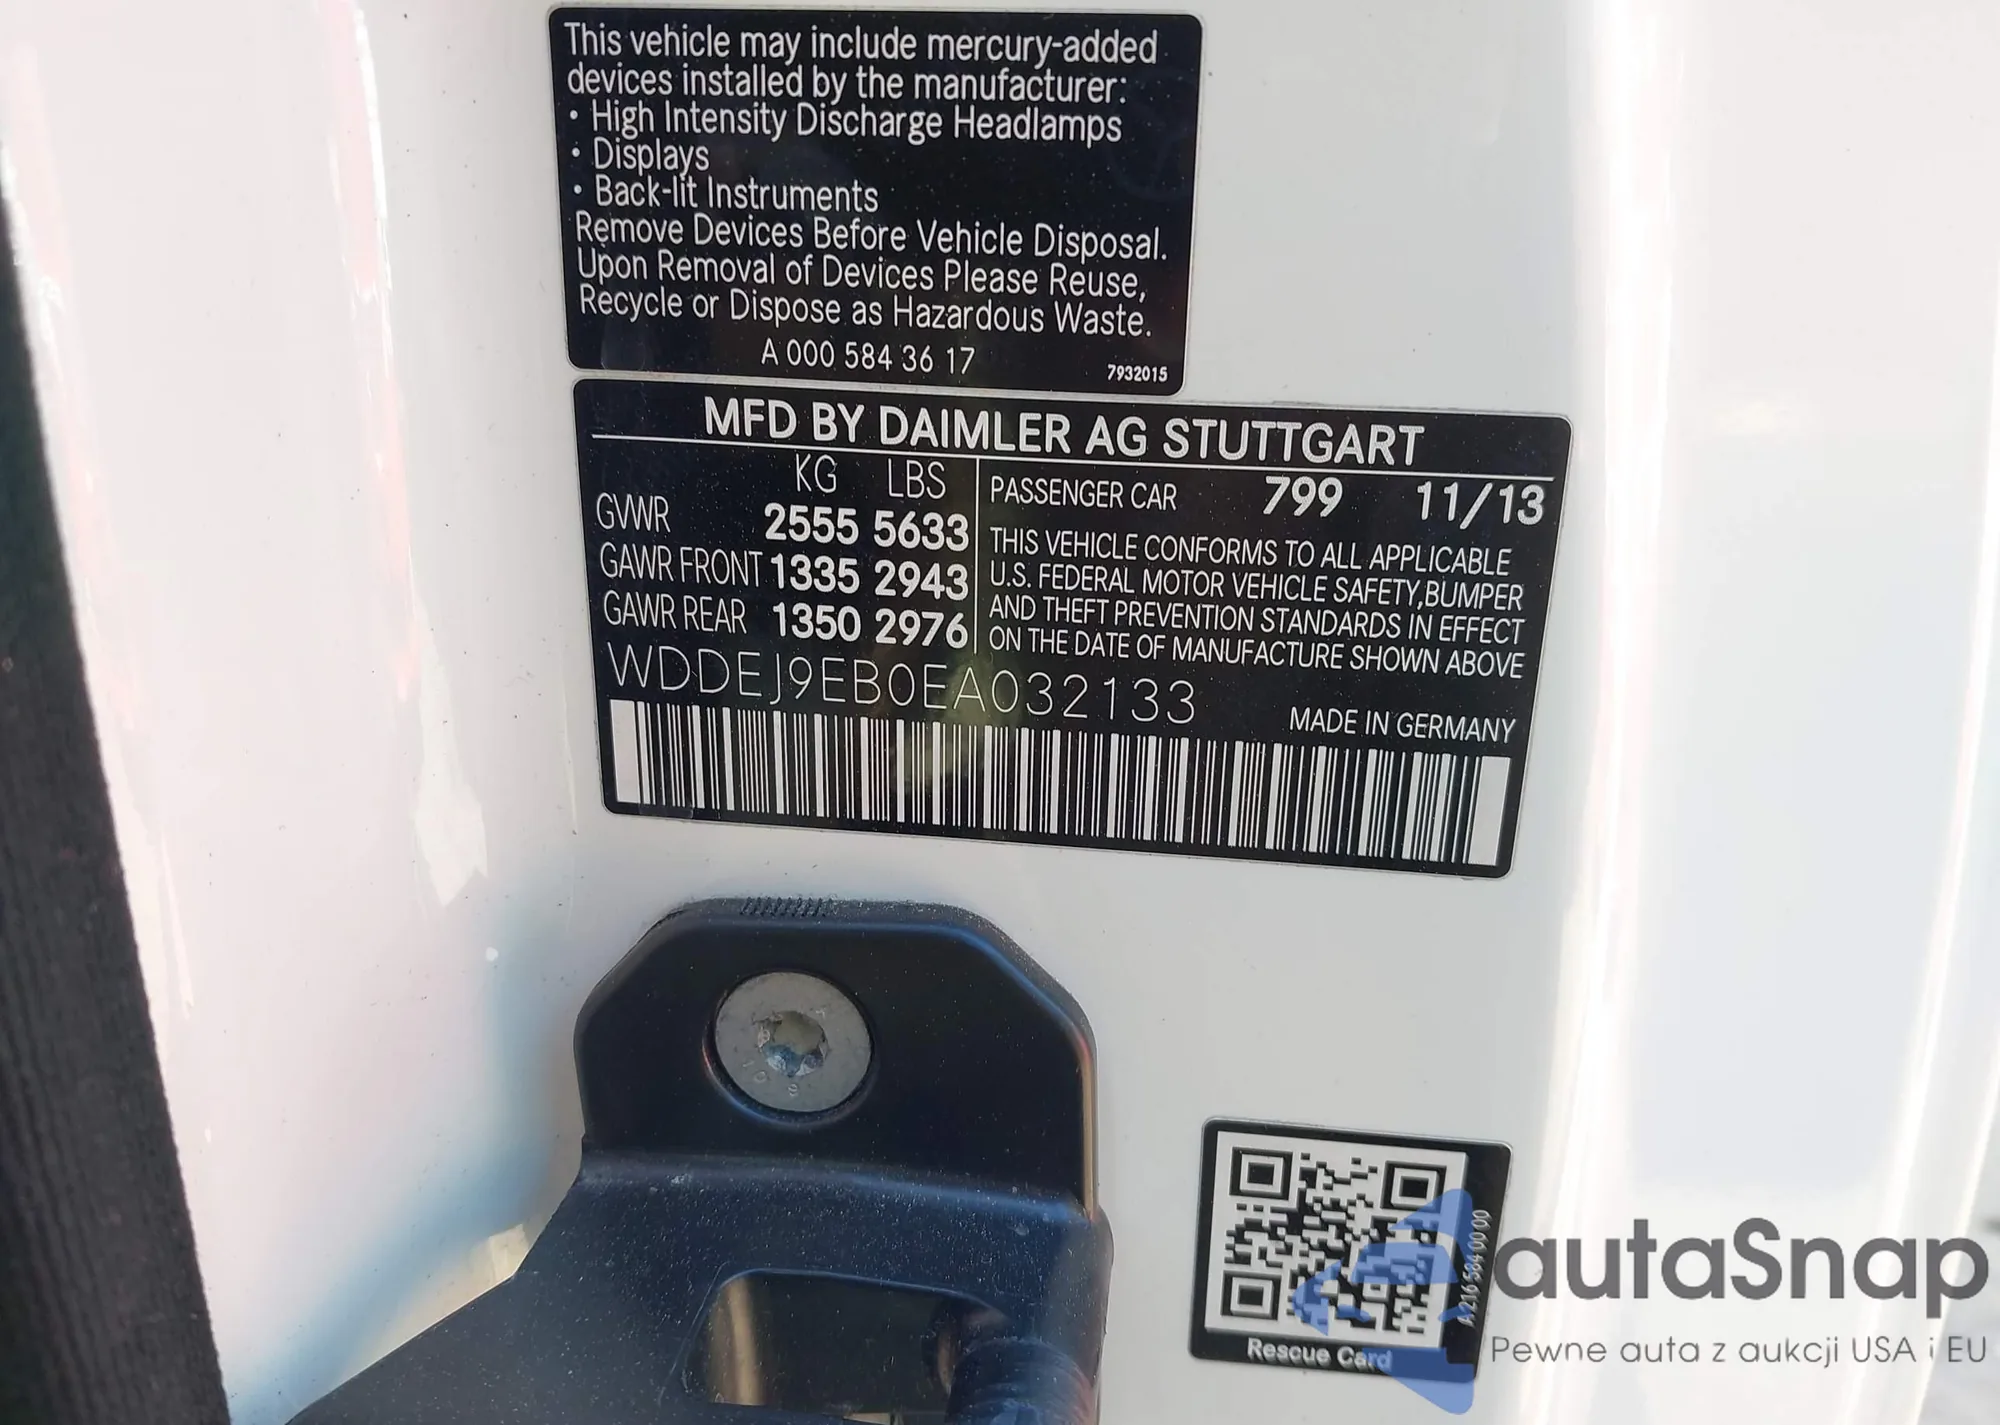 This vehicle may include mercury-added
devices installed by the manufacturer:
• High Intensity Discharge Headlamps
• Displays
• Back-lit Instruments
Remove Devices Before Vehicle Disposal.
Upon Removal of Devices Please Reuse,
Recycle or Dispose as Hazardous Waste.
A 000 584 36 17
7932015
MFD BY DAIMLER AG STUTTGART
KG LBS
GVWR 2555 5633
GAWR FRONT 1335 2943
GAWR REAR 1350 2976
PASSENGER CAR 799 11/13
THIS VEHICLE CONFORMS TO ALL APPLICABLE
U.S. FEDERAL MOTOR VEHICLE SAFETY,BUMPER
AND THEFT PREVENTION STANDARDS IN EFFECT
ON THE DATE OF MANUFACTURE SHOWN ABOVE
WDDEJ9EB0EA032133
MADE IN GERMANY
Rescue Card
A 216 584 00 00
autaSnap
Pewne auta z aukcji USA i EU